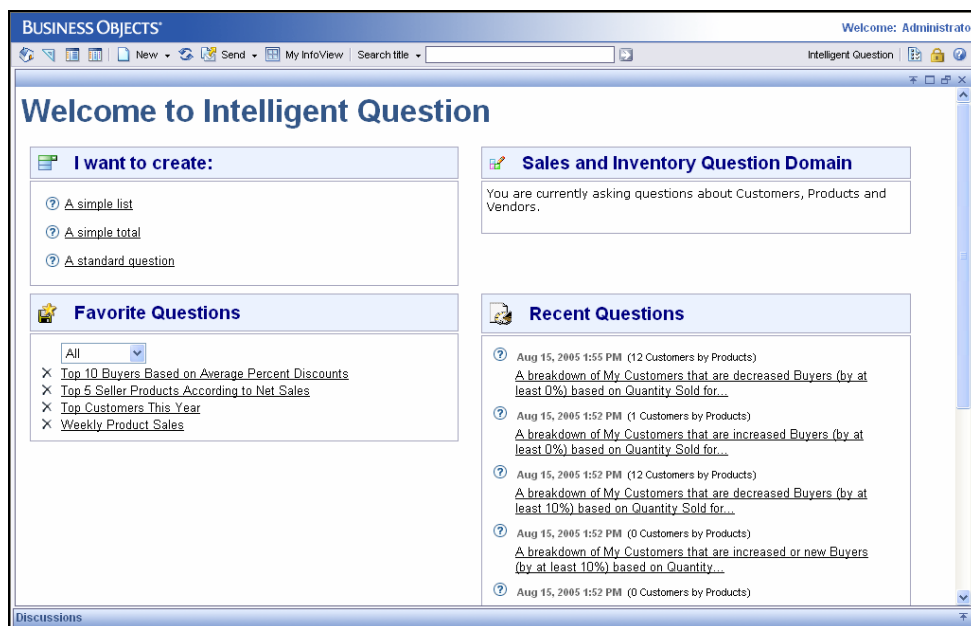 BUSINESS OBJECTS
Welcome: Administrato
New
Send
My InfoView
Search title
Intelligent Question
Welcome to Intelligent Question
I want to create:
A simple list
A simple total
A standard question
Sales and Inventory Question Domain
You are currently asking questions about Customers, Products and
Vendors.
Favorite Questions
All
Top 10 Buyers Based on Average Percent Discounts
Top 5 Seller Products According to Net Sales
Top Customers This Year
Weekly Product Sales
Recent Questions
Aug 15, 2005 1:55 PM (12 Customers by Products)
A breakdown of My Customers that are decreased Buyers (by at
least 0%) based on Quantity Sold for...
Aug 15, 2005 1:52 PM (1 Customers by Products)
A breakdown of My Customers that are increased Buyers (by at
least 0%) based on Quantity Sold for...
Aug 15, 2005 1:52 PM (12 Customers by Products)
A breakdown of My Customers that are decreased Buyers (by at
least 10%) based on Quantity Sold for...
Aug 15, 2005 1:52 PM (0 Customers by Products)
A breakdown of My Customers that are increased or new Buyers
(by at least 10%) based on Quantity...
Aug 15, 2005 1:52 PM (0 Customers by Products)
Discussions